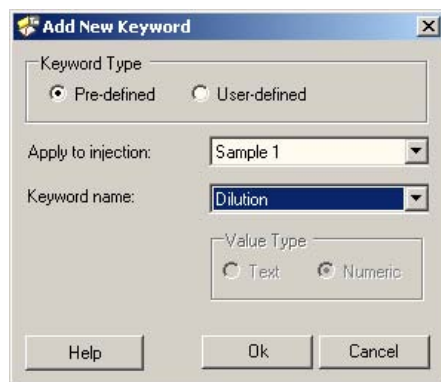 Add New Keyword
Keyword Type
Pre-defined User-defined
Apply to injection: Sample 1
Keyword name: Dilution
Value Type
Text Numeric
Help Ok Cancel